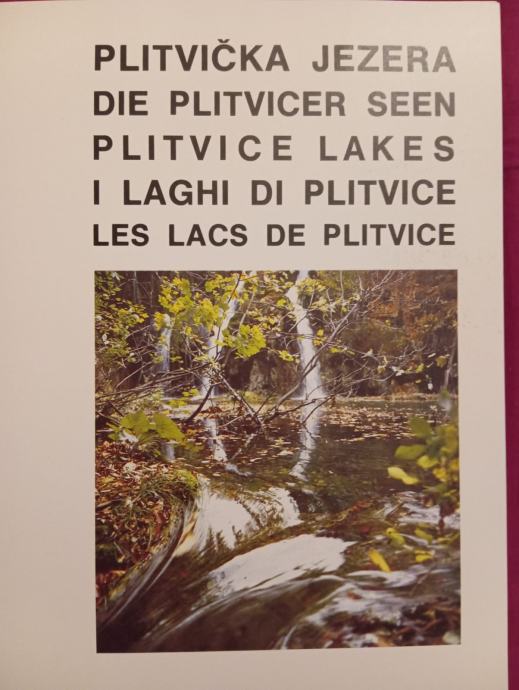 PLITVIČKA JEZERA
DIE PLITVICER SEEN
PLITVICE LAKES
I LAGHI DI PLITVICE
LES LACS DE PLITVICE